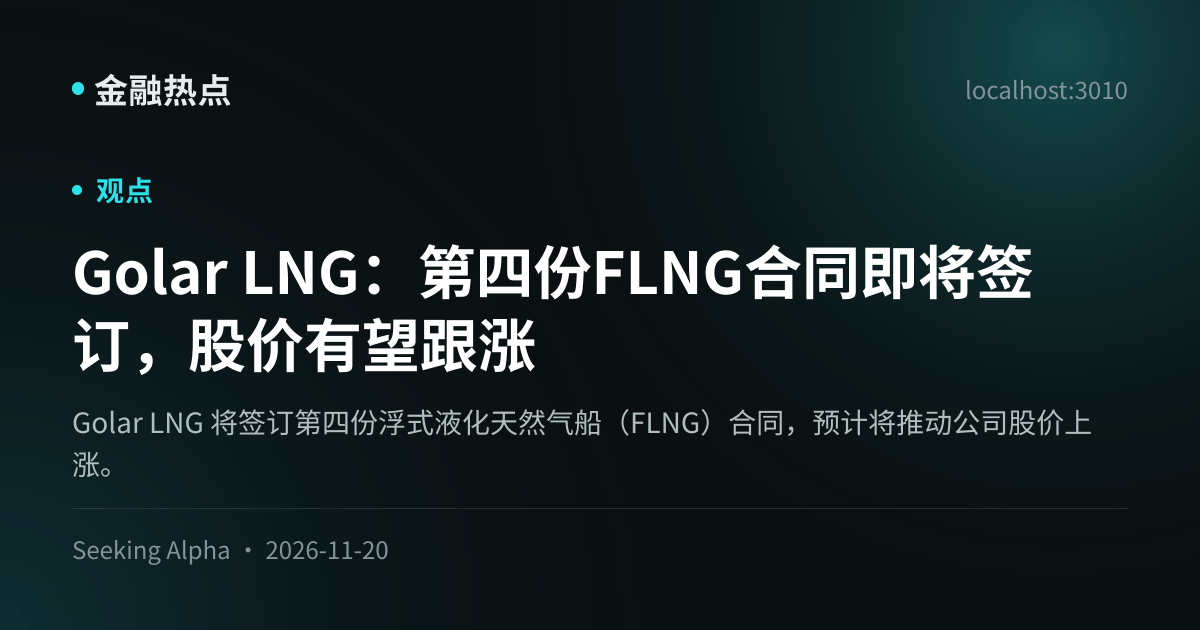 金融热点
localhost:3010
观点
Golar LNG：第四份FLNG合同即将签
订，股价有望跟涨
Golar LNG 将签订第四份浮式液化天然气船（FLNG）合同，预计将推动公司股价上
涨。
Seeking Alpha · 2026-11-20